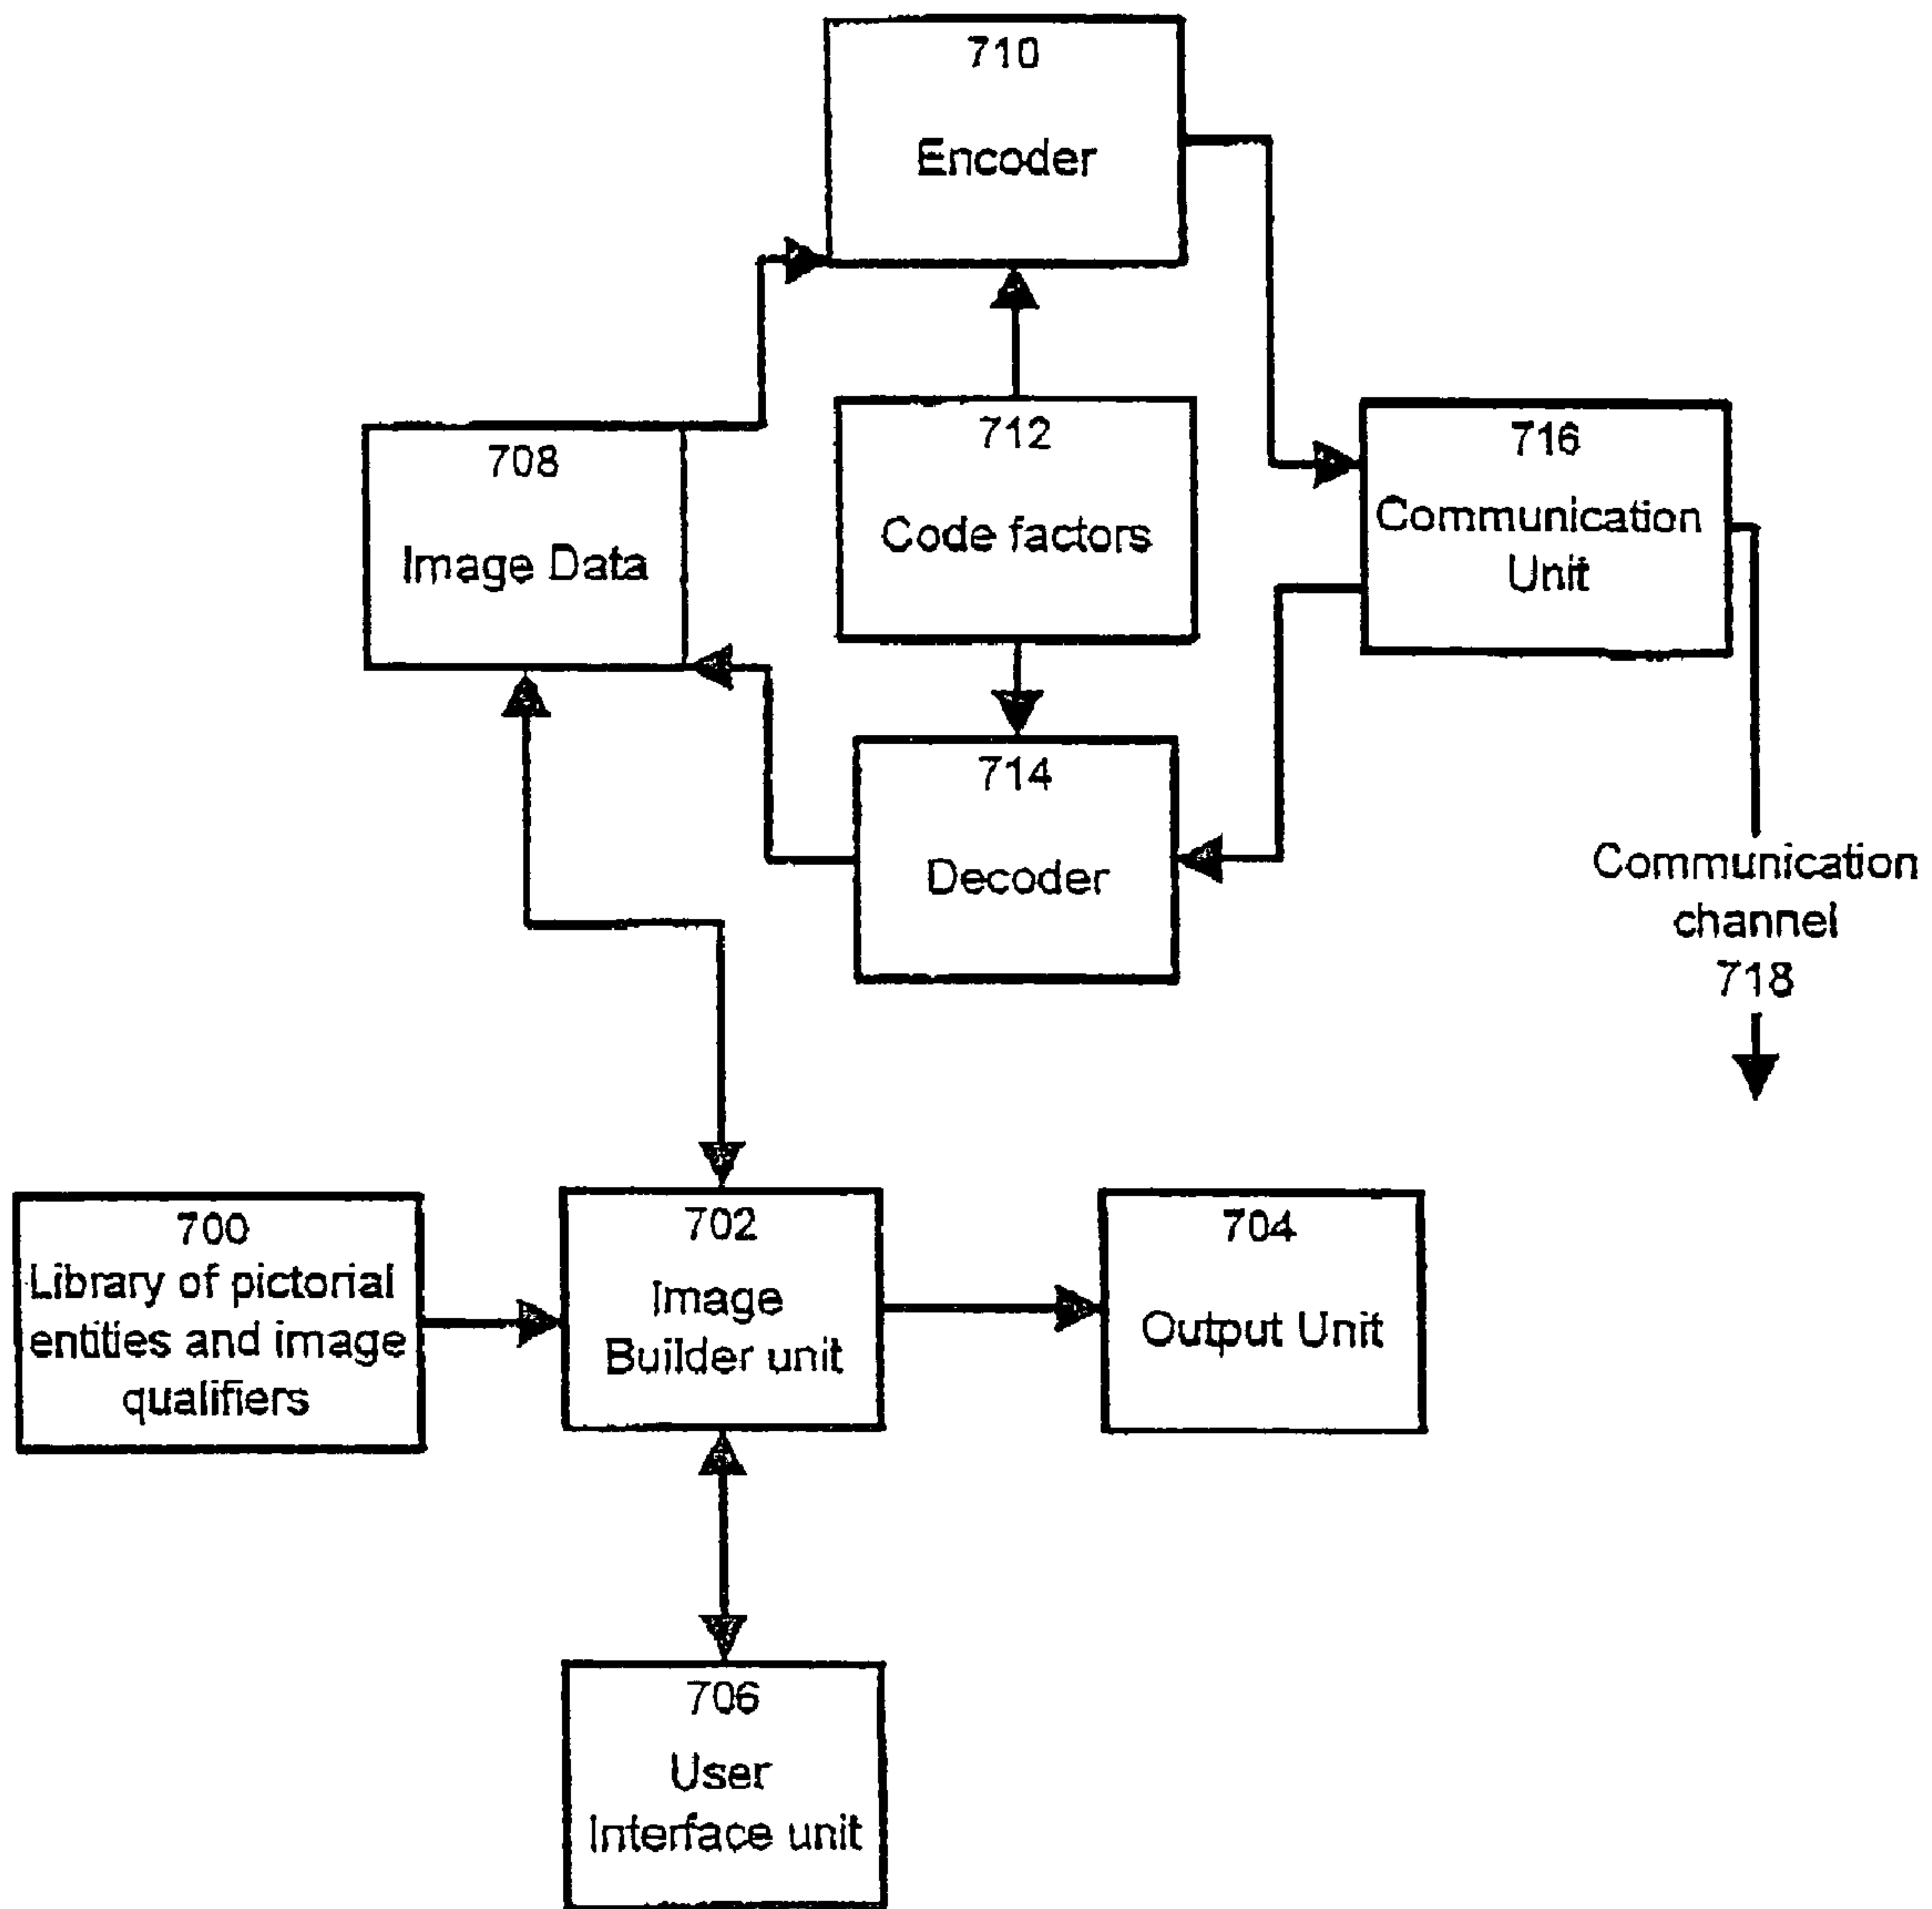 710
Encoder
712
Code factors
708
Image Data
716
Communication
Unit
714
Decoder
Communication
channel
718
700
Library of pictorial
entities and image
qualifiers
702
Image
Builder unit
704
Output Unit
706
User
Interface unit